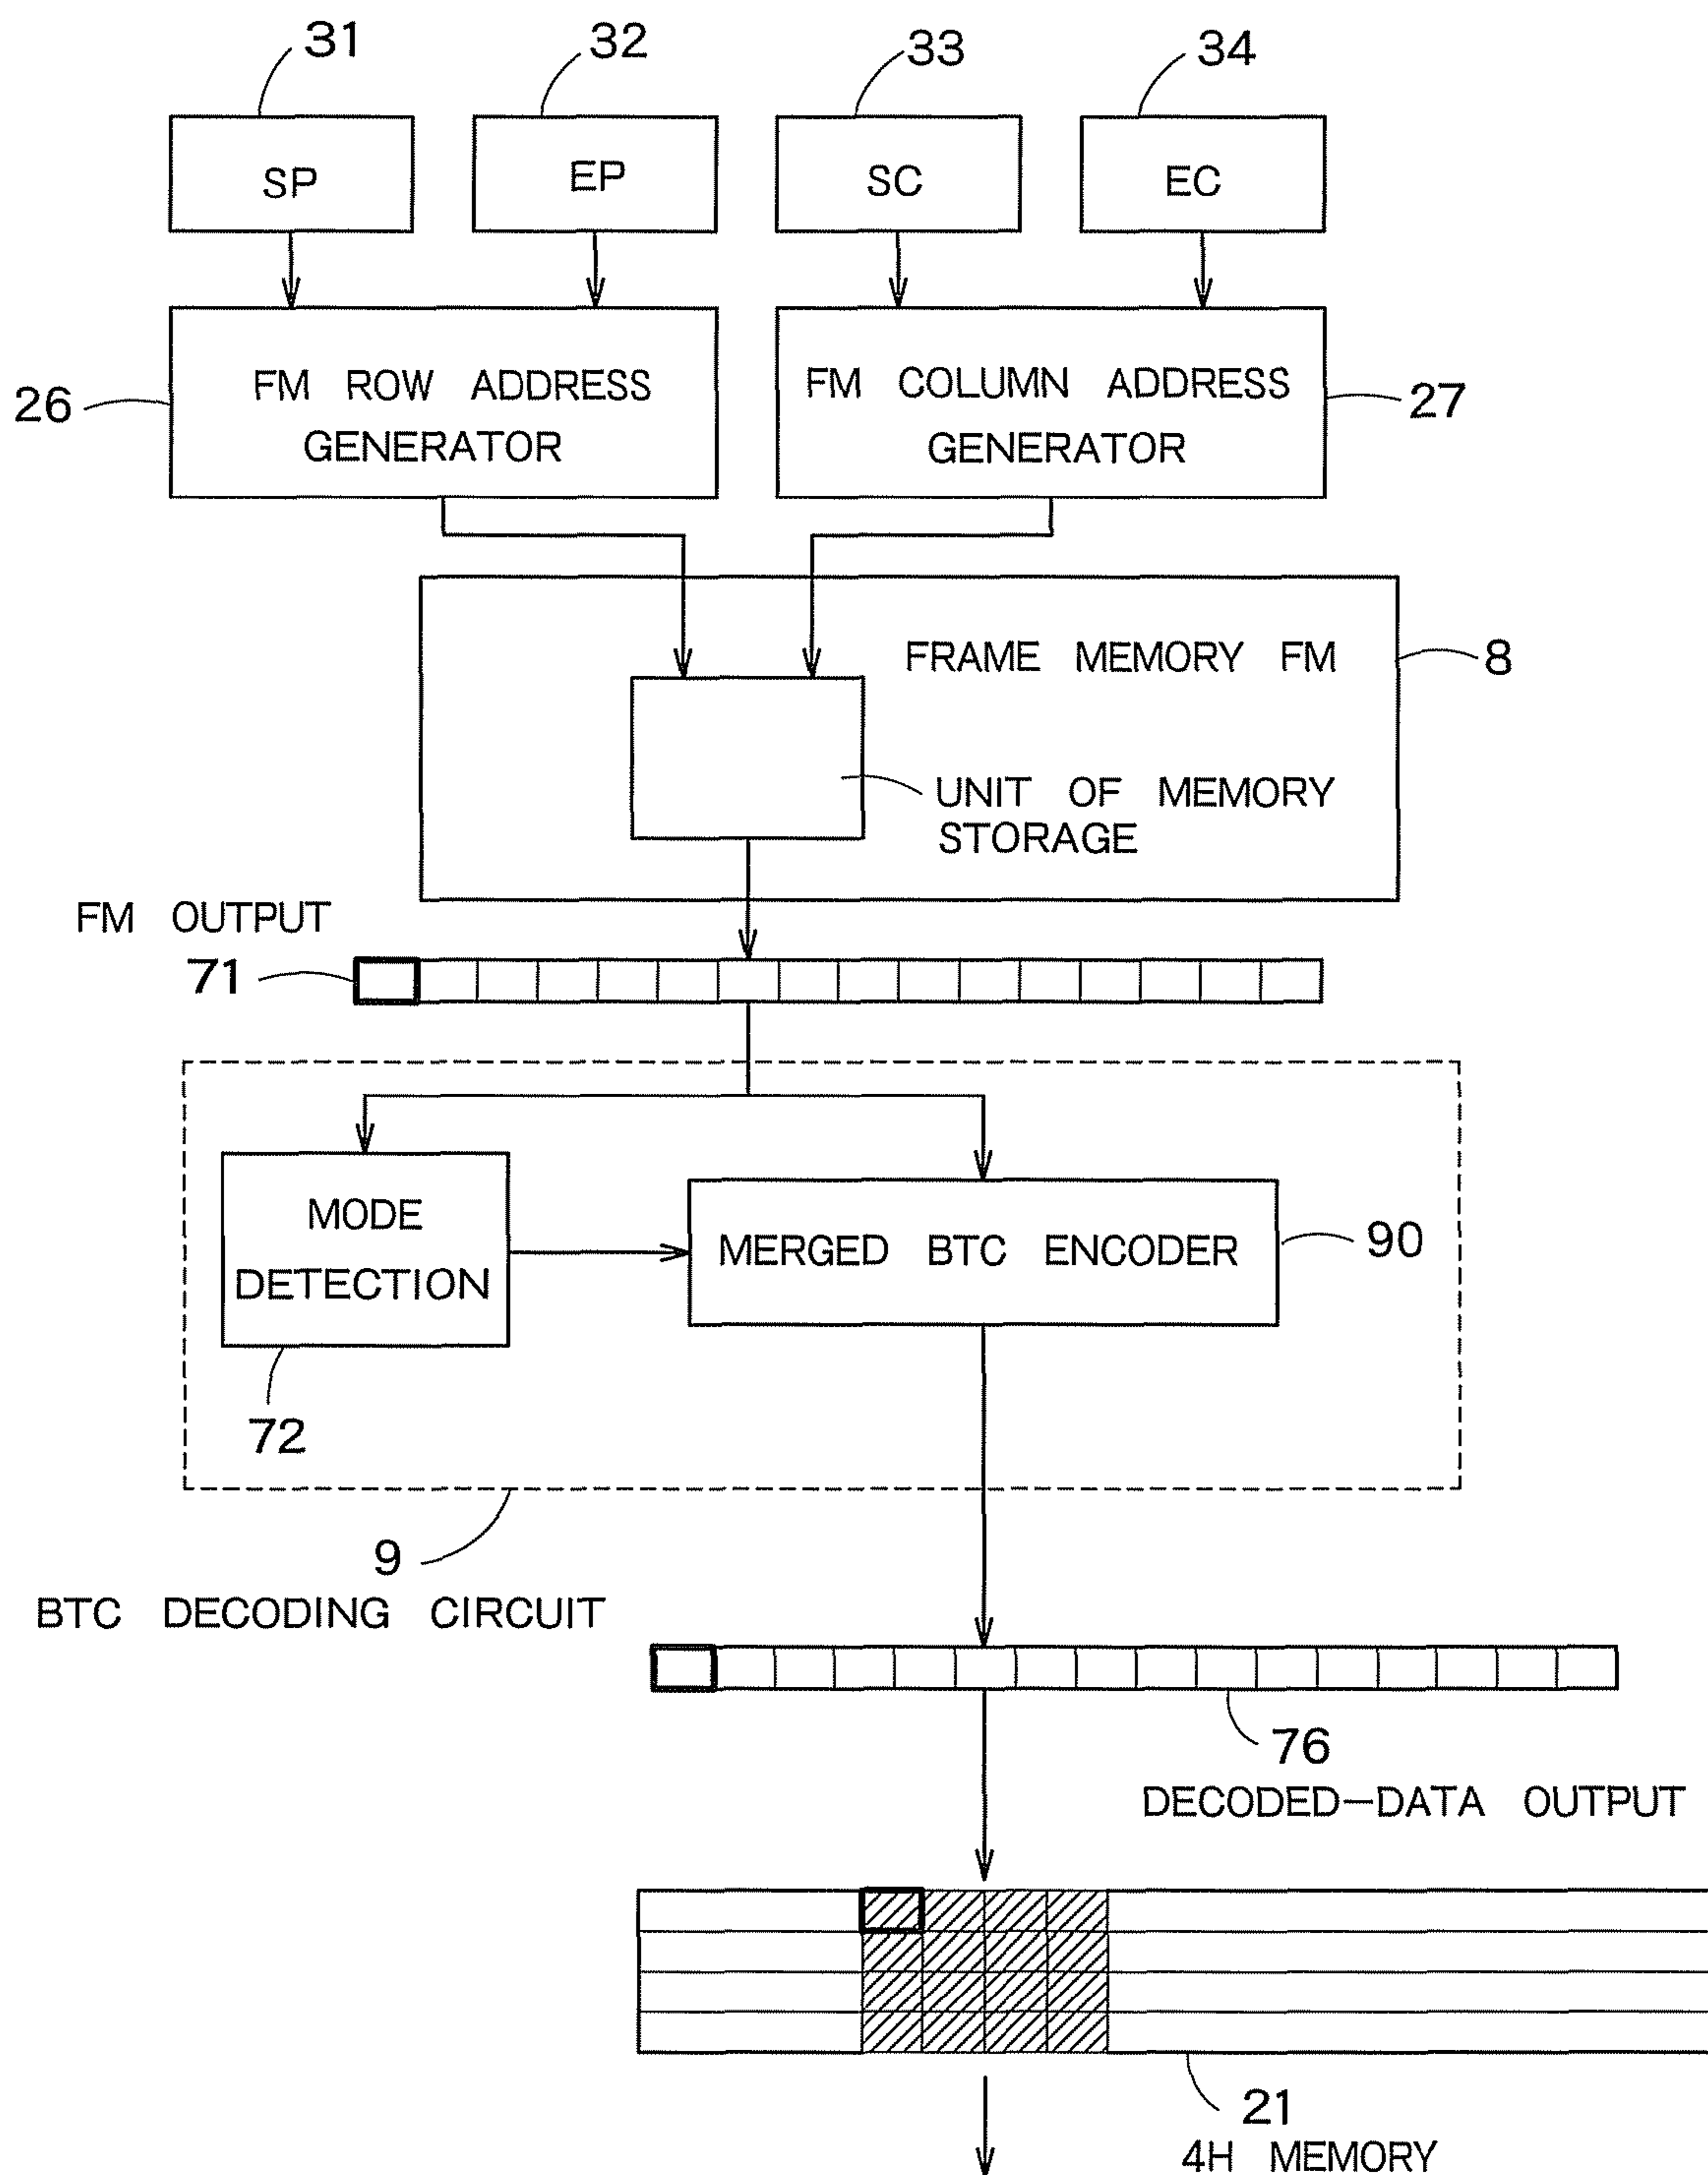 31
32
33
34
SP
EP
SC
EC
FM ROW ADDRESS
GENERATOR
FM COLUMN ADDRESS
GENERATOR
26
27
FRAME MEMORY FM
8
UNIT OF MEMORY
STORAGE
FM OUTPUT
71
MODE
DETECTION
MERGED BTC ENCODER
90
72
9
BTC DECODING CIRCUIT
76
DECODED-DATA OUTPUT
21
4H MEMORY